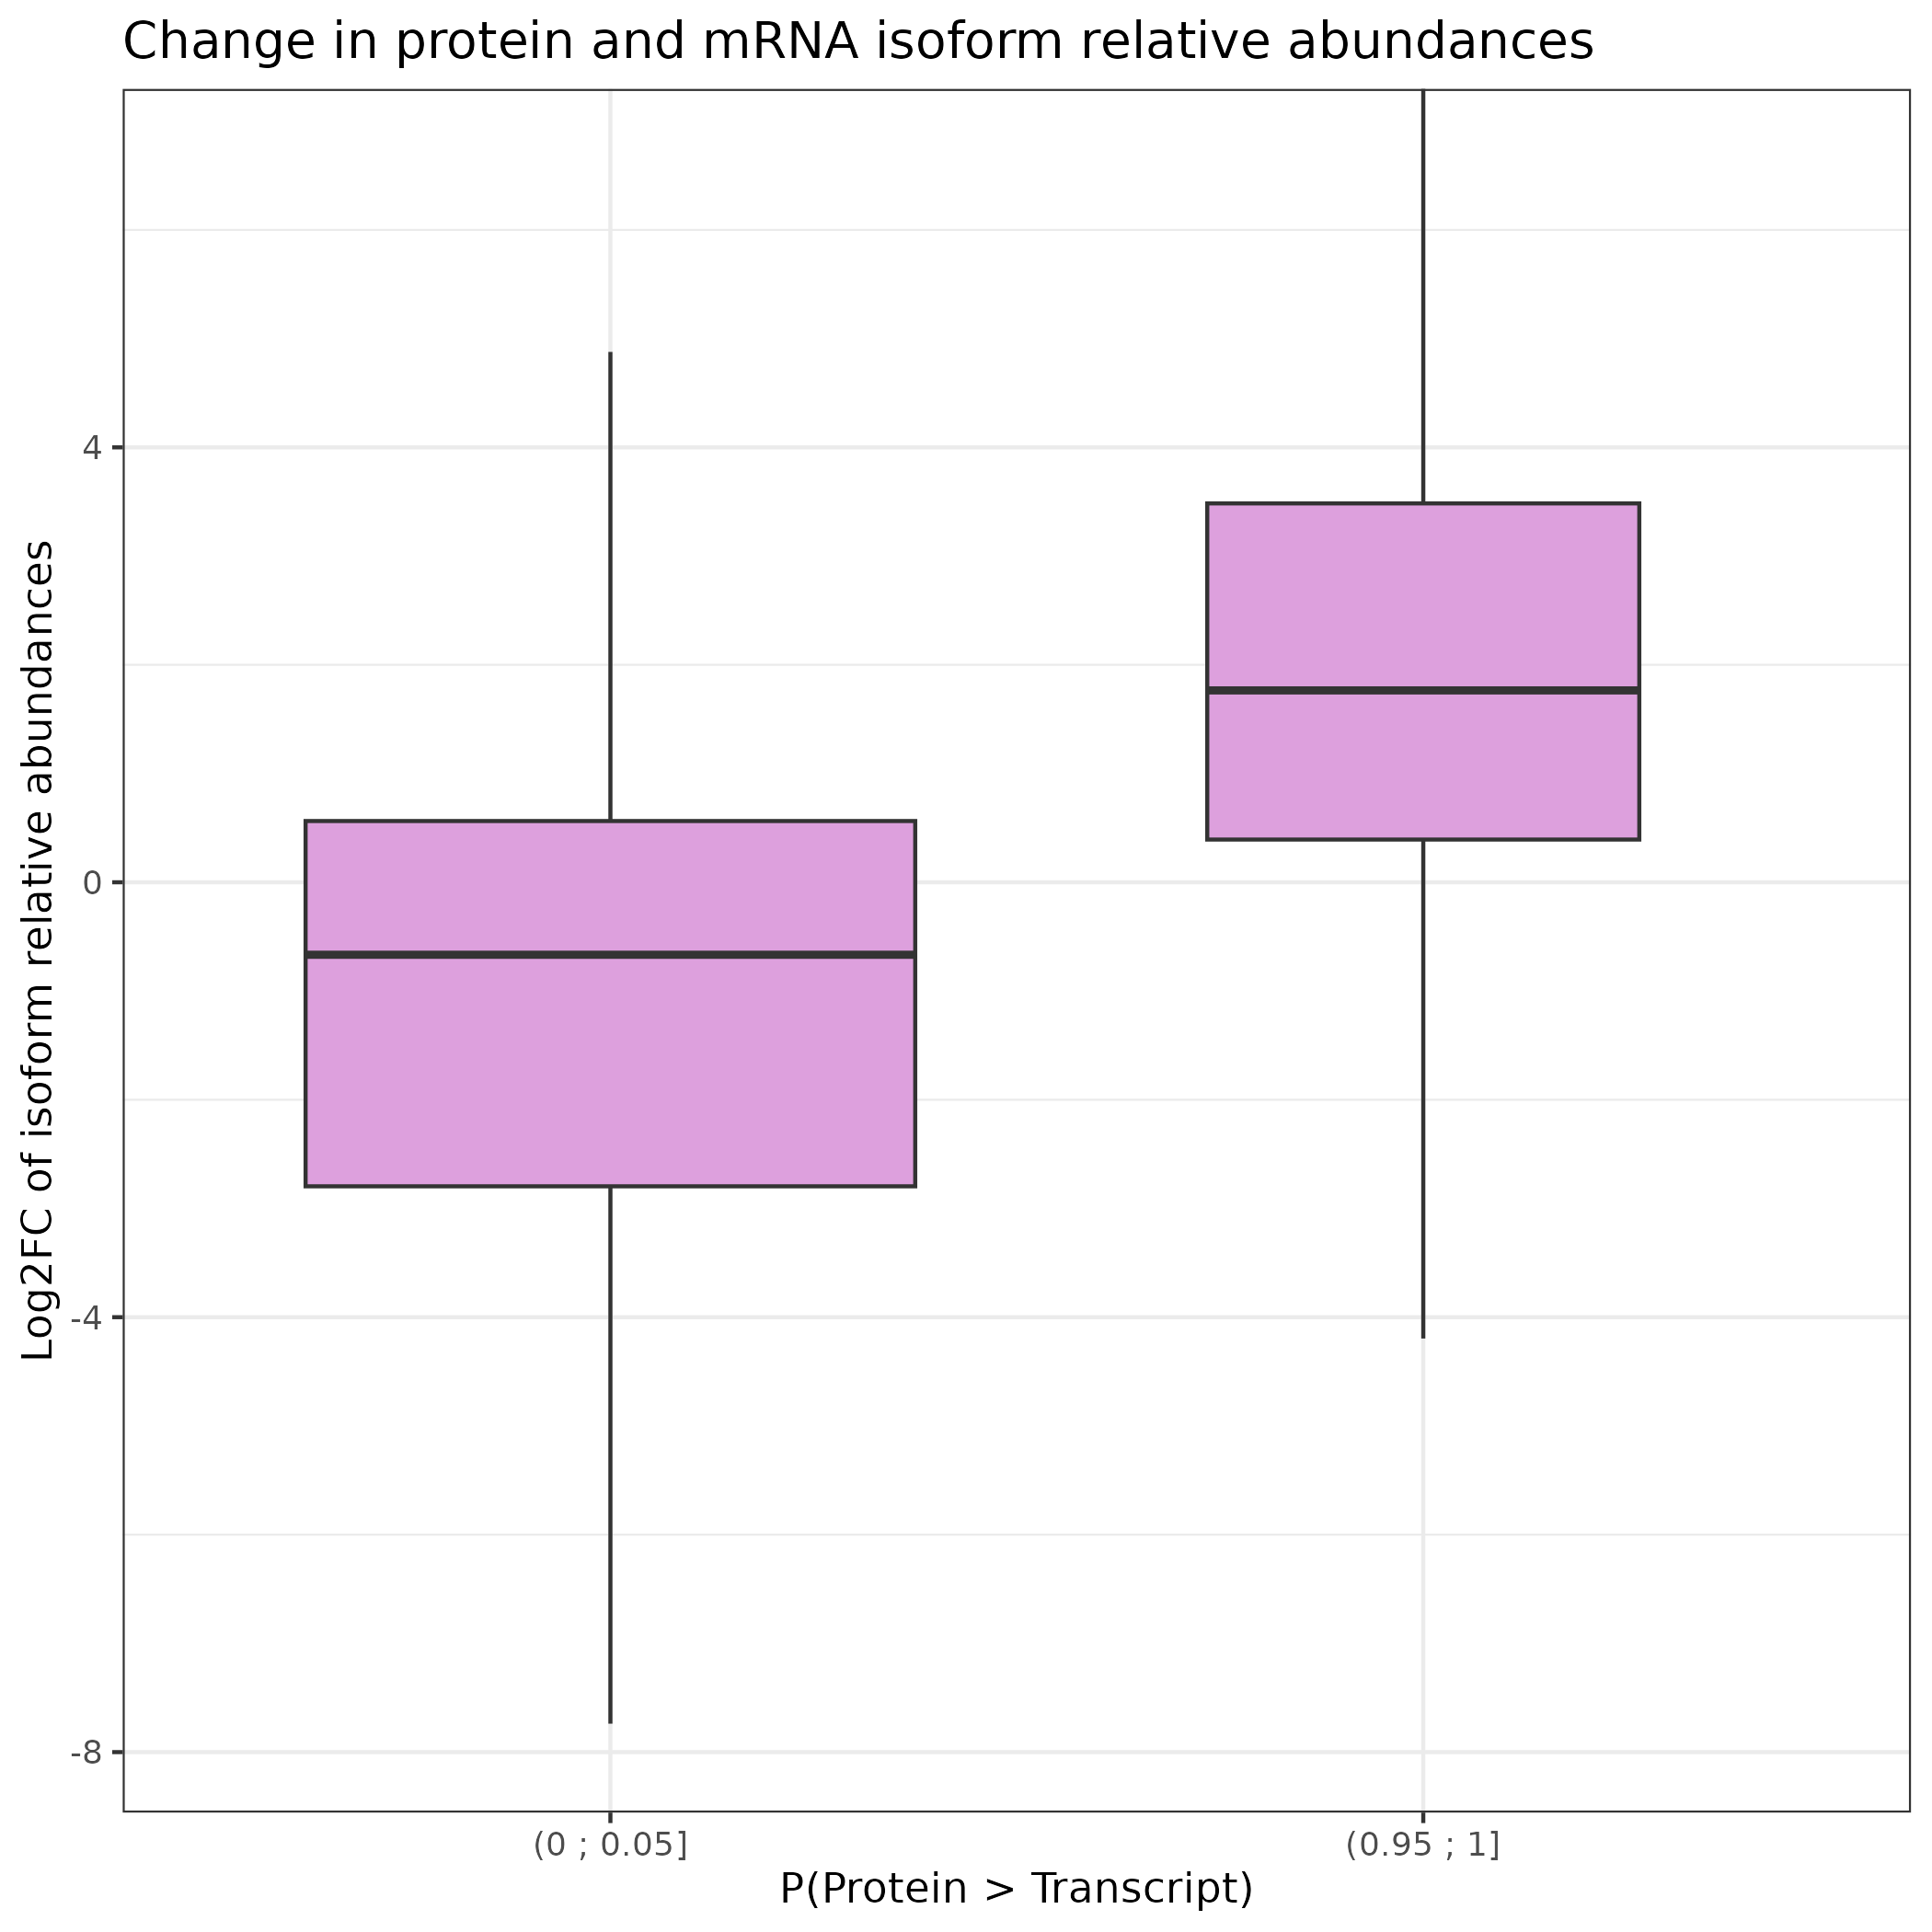 Change in protein and mRNA isoform relative abundances
Log2FC of isoform relative abundances
4
0
-4
-8
(0 ; 0.05]
(0.95 ; 1]
P(Protein > Transcript)